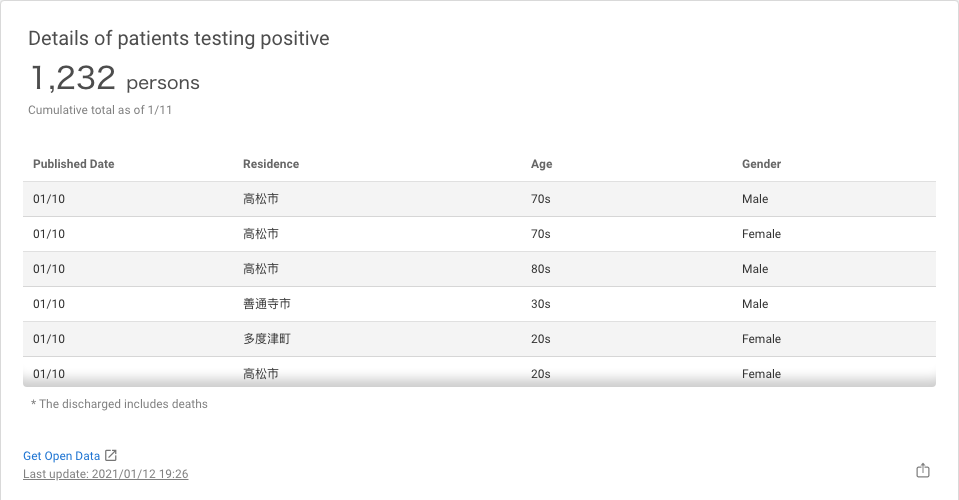 Details of patients testing positive
1,232 persons
Cumulative total as of 1/11
Published Date Residence Age Gender
01/10 高松市 70s Male
01/10 高松市 70s Female
01/10 高松市 80s Male
01/10 善通寺市 30s Male
01/10 多度津町 20s Female
01/10 高松市 20s Female
* The discharged includes deaths
Get Open Data
Last update: 2021/01/12 19:26